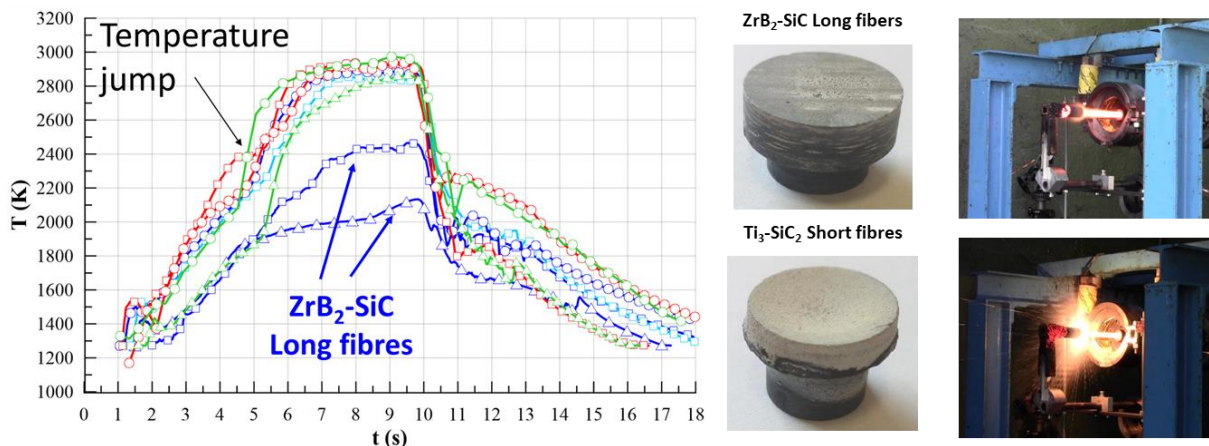 3200
3000
2800
2600
2400
2200
2000
1800
1600
1400
1200
1000
T (K)
Temperature
jump
ZrB₂-SiC
Long fibres
0 1 2 3 4 5 6 7 8 9 10 11 12 13 14 15 16 17 18
t (s)
ZrB₂-SiC Long fibers
Ti₃-SiC₂ Short fibres